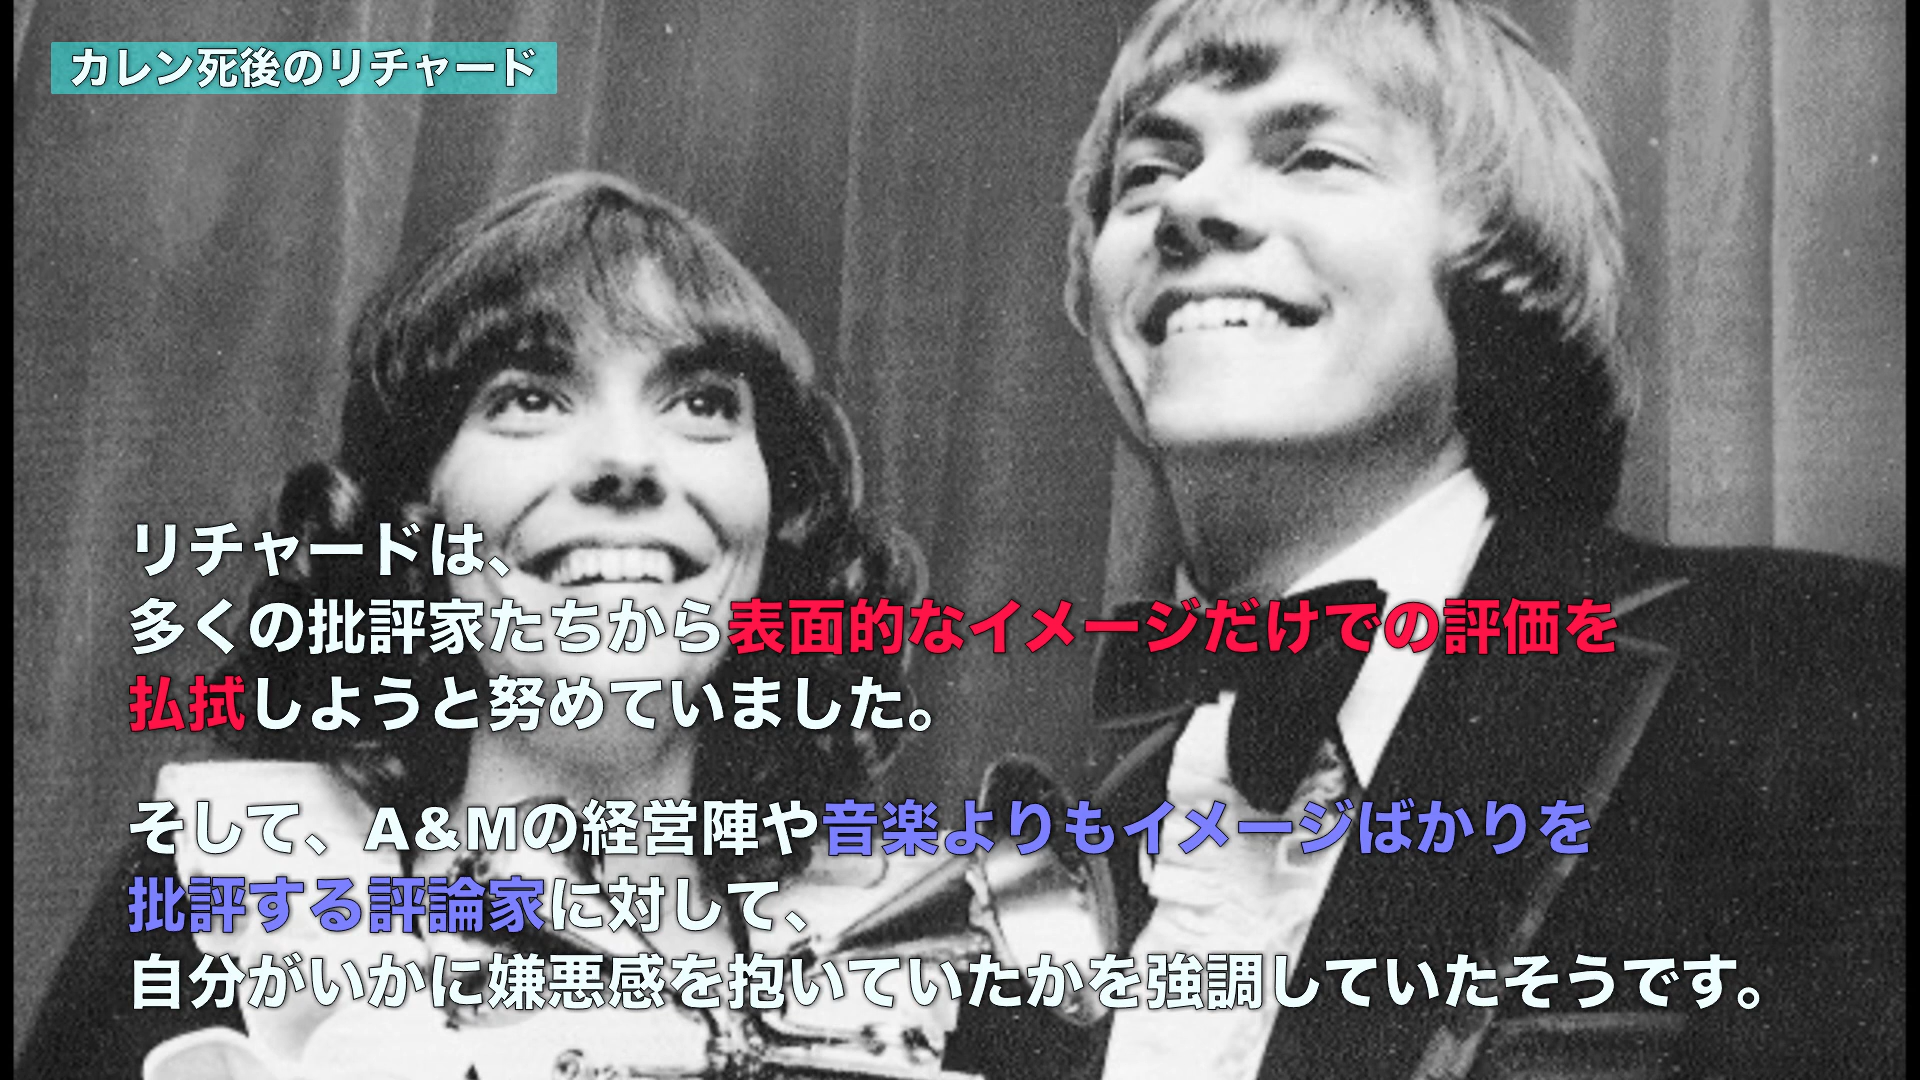 カレン死後のリチャード
リチャードは、
多くの批評家たちから表面的なイメージだけでの評価を
払拭しようと努めていました。
そして、A&Mの経営陣や音楽よりもイメージばかりを
批評する評論家に対して、
自分がいかに嫌悪感を抱いていたかを強調していたそうです。